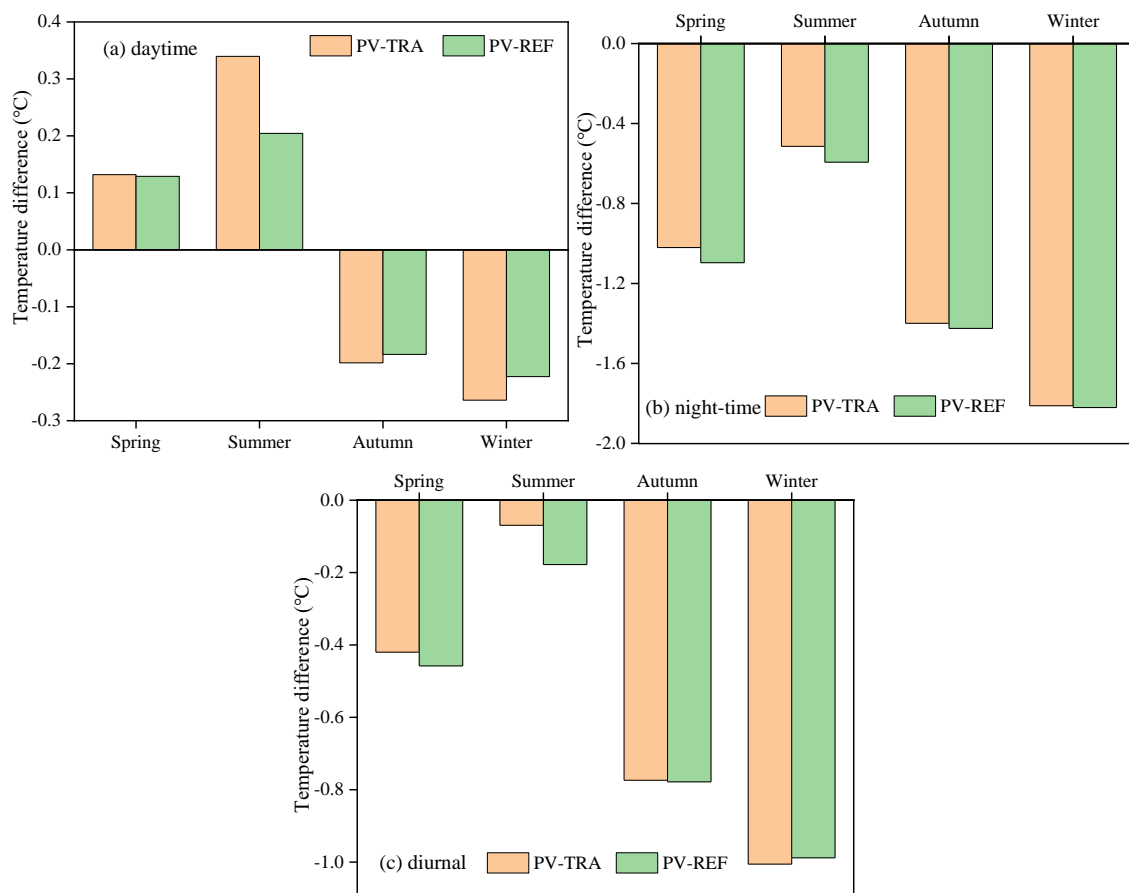 0.4
0.3
0.2
0.1
0.0
-0.1
-0.2
-0.3
Temperature difference (°C)
(a) daytime
PV-TRA
PV-REF
Spring
Summer
Autumn
Winter
Spring
Summer
Autumn
Winter
0.0
-0.4
-0.8
-1.2
-1.6
-2.0
Temperature difference (°C)
(b) night-time
PV-TRA
PV-REF
Spring
Summer
Autumn
Winter
0.0
-0.2
-0.4
-0.6
-0.8
-1.0
Temperature difference (°C)
(c) diurnal
PV-TRA
PV-REF